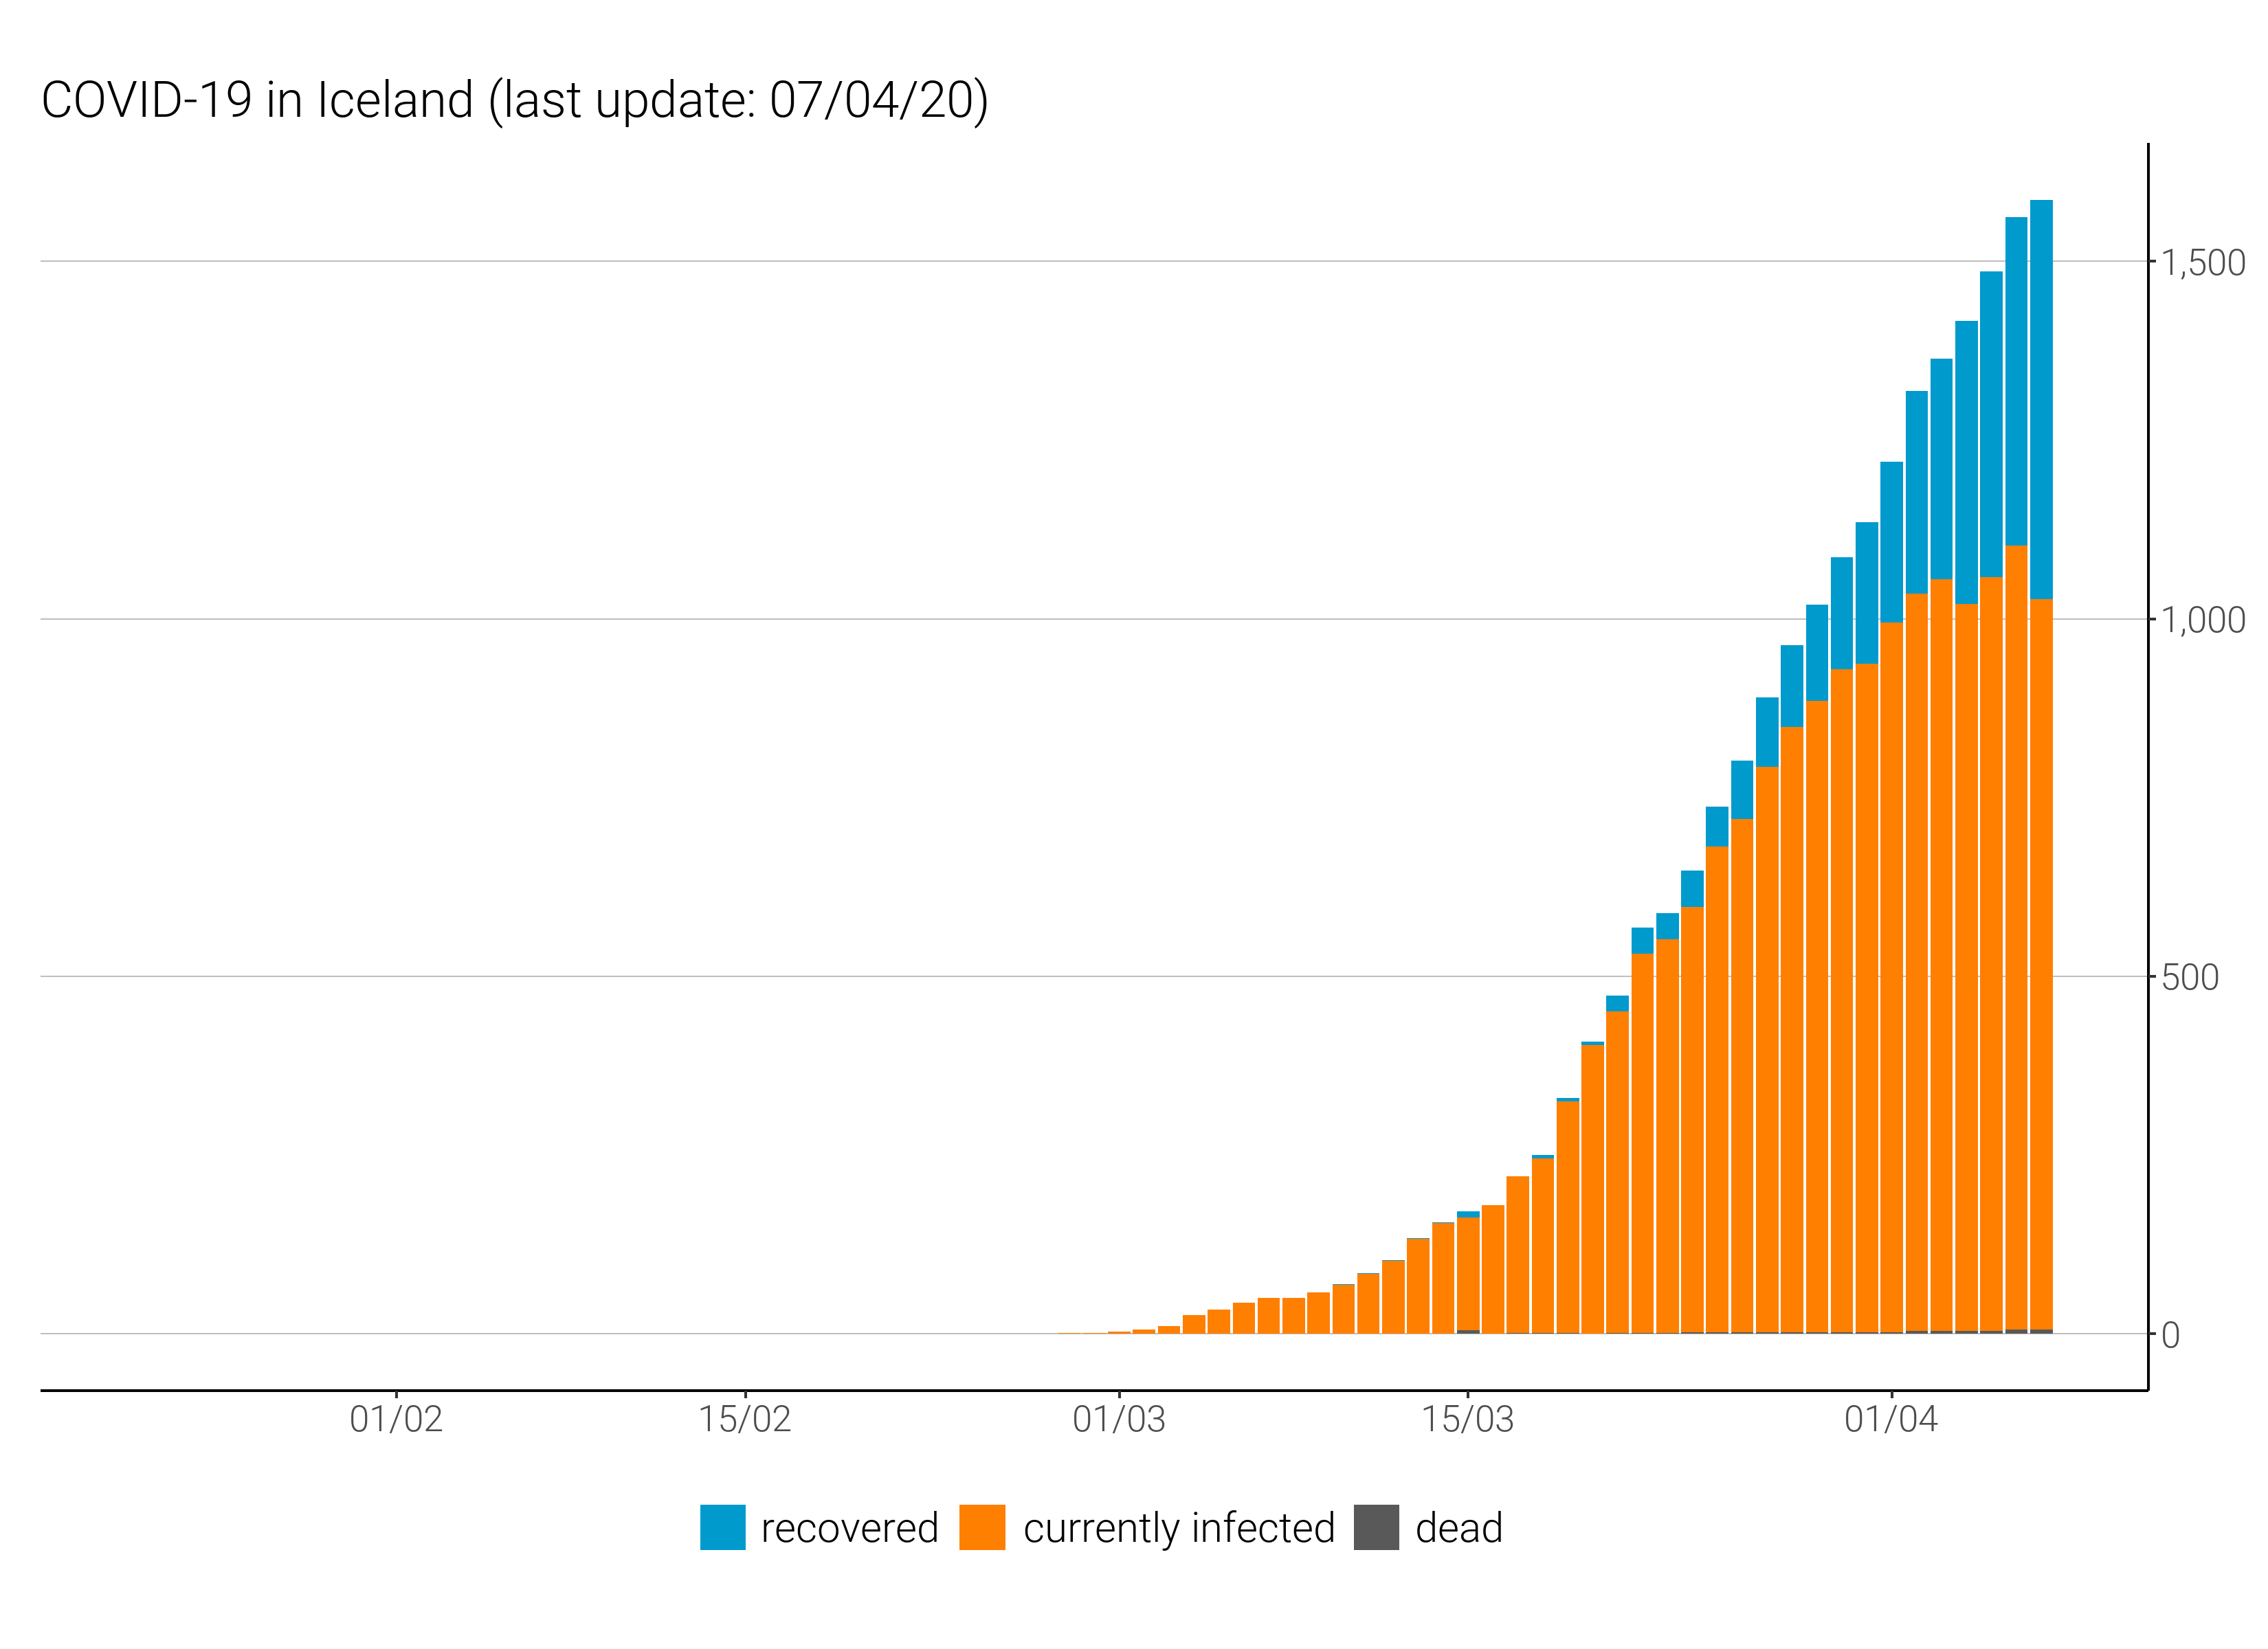 COVID-19 in Iceland (last update: 07/04/20)
1,500
1,000
500
0
01/02 15/02 01/03 15/03 01/04
recovered currently infected dead